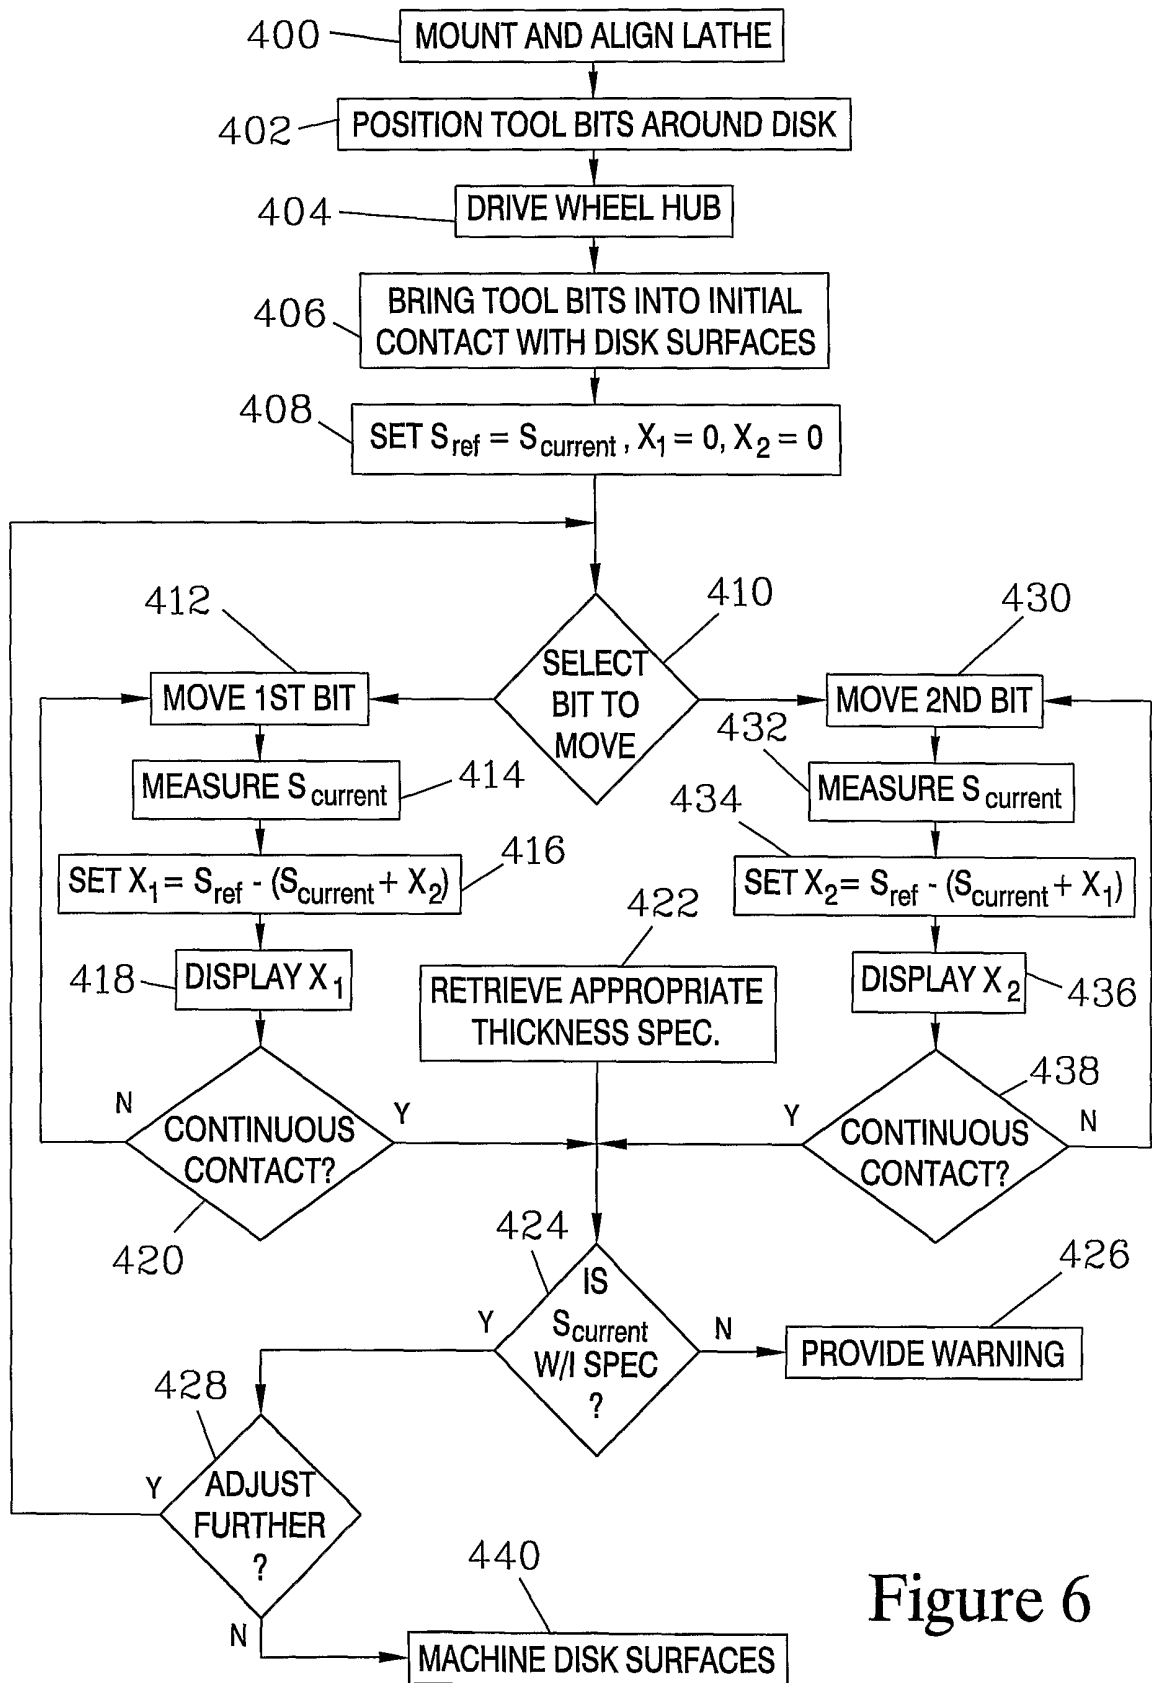 400
MOUNT AND ALIGN LATHE
402
POSITION TOOL BITS AROUND DISK
404
DRIVE WHEEL HUB
406
BRING TOOL BITS INTO INITIAL
CONTACT WITH DISK SURFACES
408
SET Sref = Scurrent, X1 = 0, X2 = 0
410
SELECT
BIT TO
MOVE
412
MOVE 1ST BIT
414
MEASURE Scurrent
416
SET X1 = Sref - (Scurrent + X2)
418
DISPLAY X1
420
CONTINUOUS
CONTACT?
N
Y
430
MOVE 2ND BIT
432
MEASURE Scurrent
434
SET X2 = Sref - (Scurrent + X1)
436
DISPLAY X2
438
CONTINUOUS
CONTACT?
Y
N
422
RETRIEVE APPROPRIATE
THICKNESS SPEC.
424
IS
Scurrent
W/I SPEC
?
Y
N
426
PROVIDE WARNING
428
ADJUST
FURTHER
?
Y
N
440
MACHINE DISK SURFACES
Figure 6